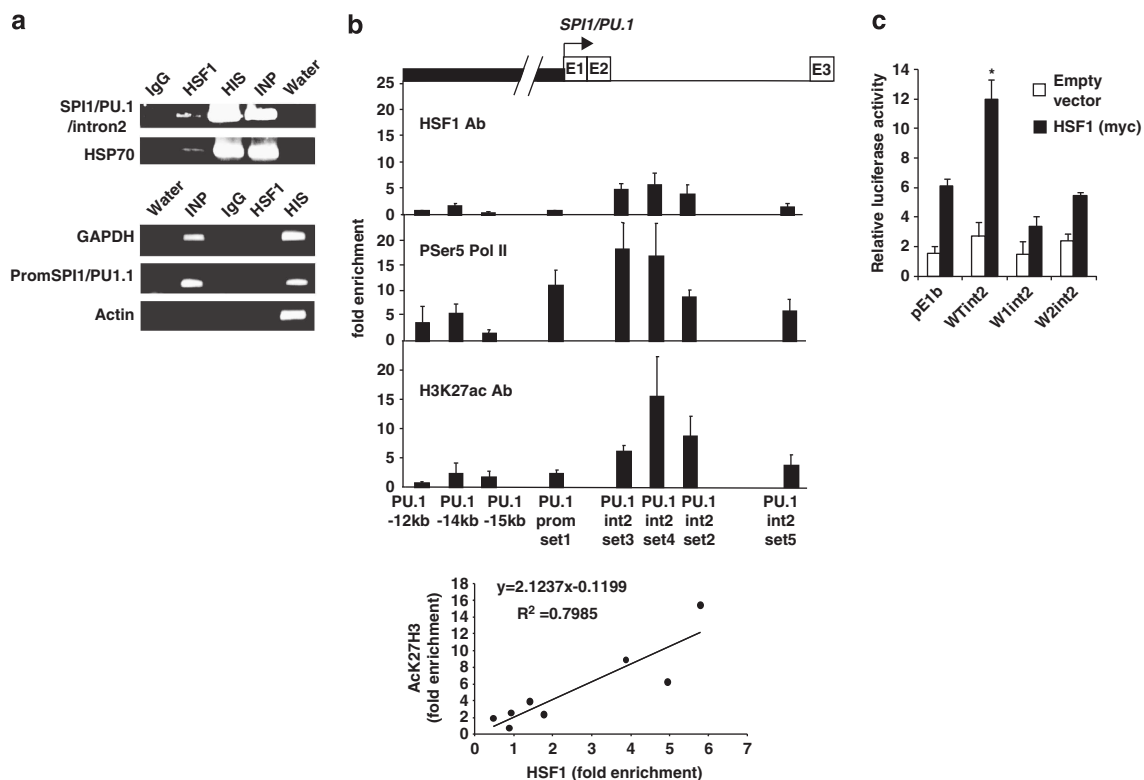 a
IgG HSF1 HIS INP Water
SPI1/PU.1
/intron2
HSP70
Water INP IgG HSF1 HIS
GAPDH
PromSPI1/PU1.1
Actin
b
SPI1/PU.1
E1 E2 E3
fold enrichment
25
20
15
10
5
0
HSF1 Ab
20
15
10
5
0
PSer5 Pol II
20
15
10
5
0
H3K27ac Ab
PU.1 PU.1 PU.1 PU.1 PU.1 PU.1 PU.1 PU.1
-12kb -14kb -15kb prom int2 int2 int2 int2
set1 set3 set4 set2 set5
18
16
14
12
10
8
6
4
2
0
AcK27H3
(fold enrichment)
y=2.1237x-0.1199
R2 =0.7985
0 1 2 3 4 5 6 7
HSF1 (fold enrichment)
c
Relative luciferase activity
14
12
10
8
6
4
2
0
*
Empty
vector
HSF1 (myc)
pE1b WTint2 W1int2 W2int2